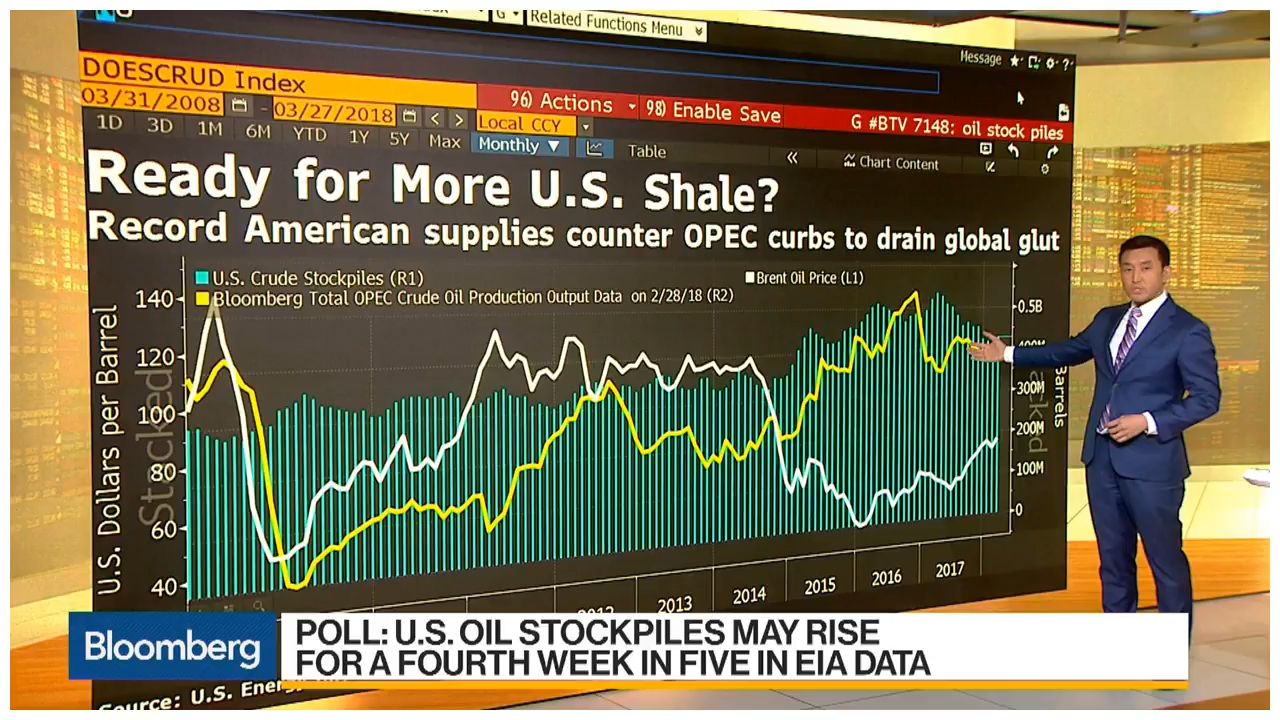 G
Related Functions Menu
Message
DOESCRUD Index
03/31/2008 - 03/27/2018
96) Actions
98) Enable Save
G #BTV 7148: oil stock piles
Local CCY
1D 3D 1M 6M YTD 1Y 5Y Max Monthly Table
« Chart Content
Ready for More U.S. Shale?
Record American supplies counter OPEC curbs to drain global glut
U.S. Crude Stockpiles (R1)
Brent Oil Price (L1)
Bloomberg Total OPEC Crude Oil Production Output Data on 2/28/18 (R2)
U.S. Dollars per Barrel
Stacked
140
120
100
80
60
40
0.5B
300M
200M
100M
0
Barrels
2012 2013 2014 2015 2016 2017
Bloomberg
POLL: U.S. OIL STOCKPILES MAY RISE
FOR A FOURTH WEEK IN FIVE IN EIA DATA
Source: U.S.